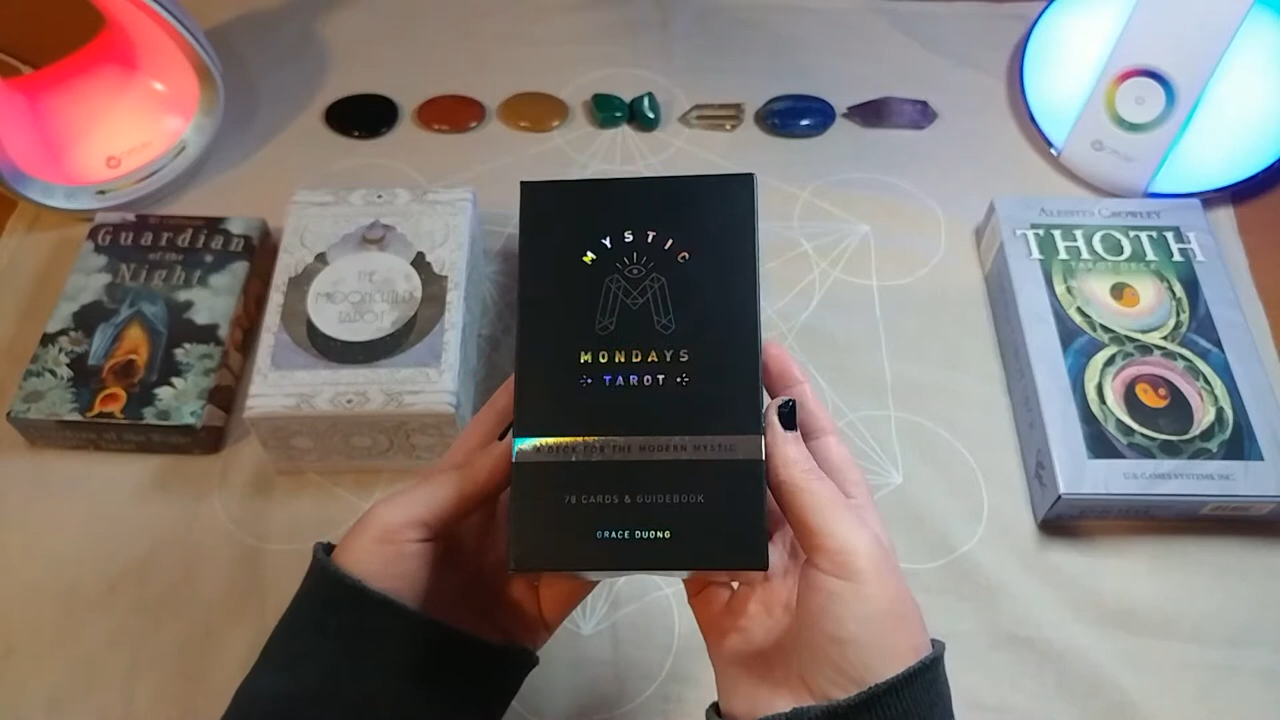 Guardian
of the
Night
THE
MOONCHILD
TAROT
MYSTIC
M
MONDAYS
TAROT
A DECK FOR THE MODERN MYSTIC
78 CARDS & GUIDEBOOK
GRACE DUONG
ALEISTER CROWLEY
THOTH
TAROT DECK
U.S. GAMES SYSTEMS, INC.